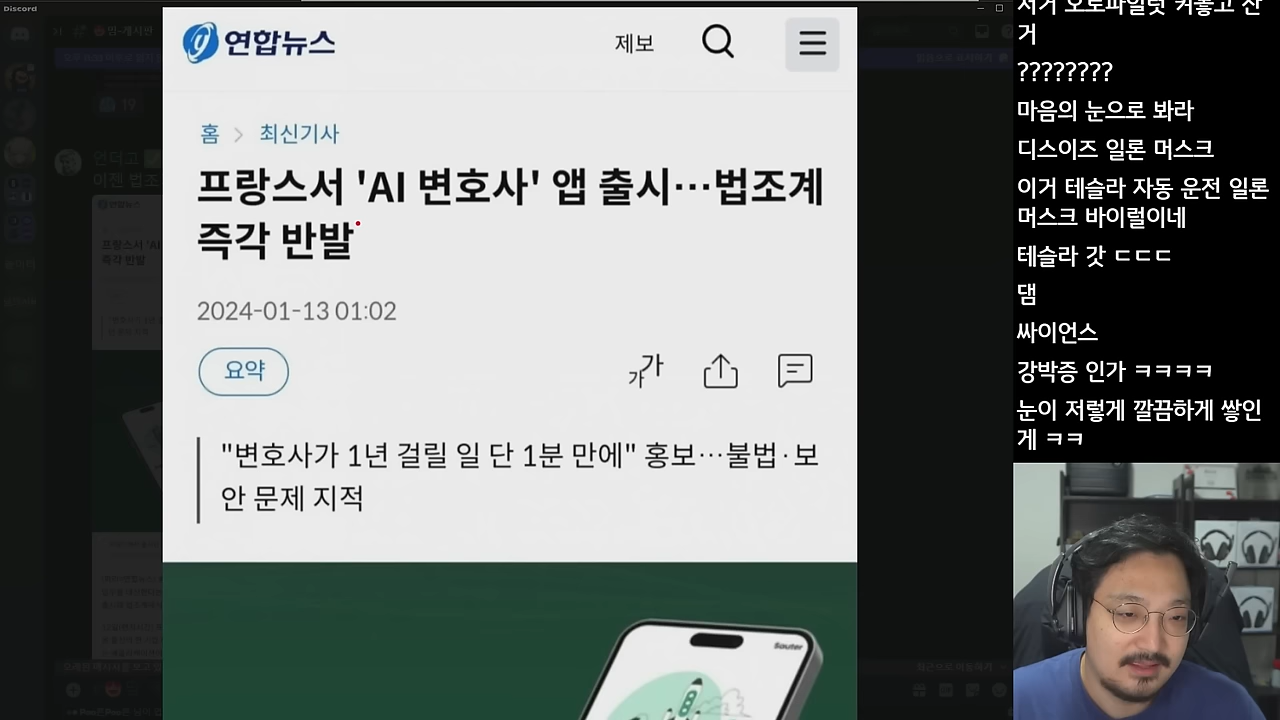 Discord
연합뉴스
제보
홈 > 최신기사
프랑스서 'AI 변호사' 앱 출시…법조계
즉각 반발
2024-01-13 01:02
요약
가가
"변호사가 1년 걸릴 일 단 1분 만에" 홍보…불법·보
안 문제 지적
저거 오토파일럿 켜놓고 잔
거
????????
마음의 눈으로 봐라
디스이즈 일론 머스크
이거 테슬라 자동 운전 일론
머스크 바이럴이네
테슬라 갓 ㄷㄷㄷ
댐
싸이언스
강박증 인가 ㅋㅋㅋㅋ
눈이 저렇게 깔끔하게 쌓인
게 ㅋㅋ